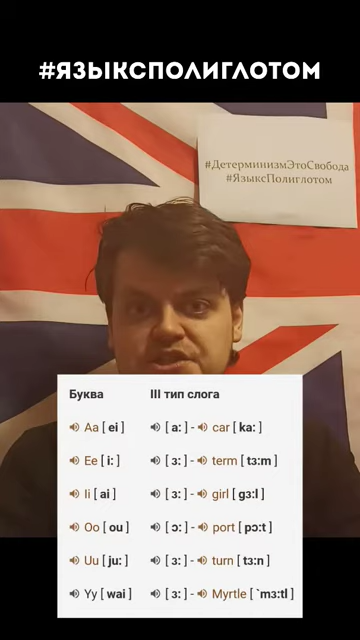 #ЯЗЫКСПОЛИГЛОТОМ
#ДетерминизмЭтоСвобода
#ЯзыксПолиглотом
Буква III тип слога
Aa [ ei ] [ a: ] - car [ ka: ]
Ee [ i: ] [ ɜ: ] - term [ tɜ:m ]
Ii [ ai ] [ ɜ: ] - girl [ gɜ:l ]
Oo [ ou ] [ ɔ: ] - port [ pɔ:t ]
Uu [ ju: ] [ ɜ: ] - turn [ tɜ:n ]
Yy [ wai ] [ ɜ: ] - Myrtle [ `mɜ:tl ]